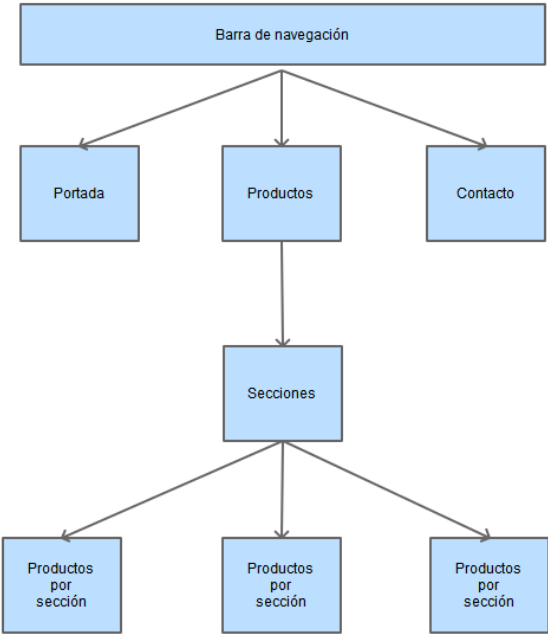 Barra de navegación
Portada
Productos
Contacto
Secciones
Productos
por
sección
Productos
por
sección
Productos
por
sección